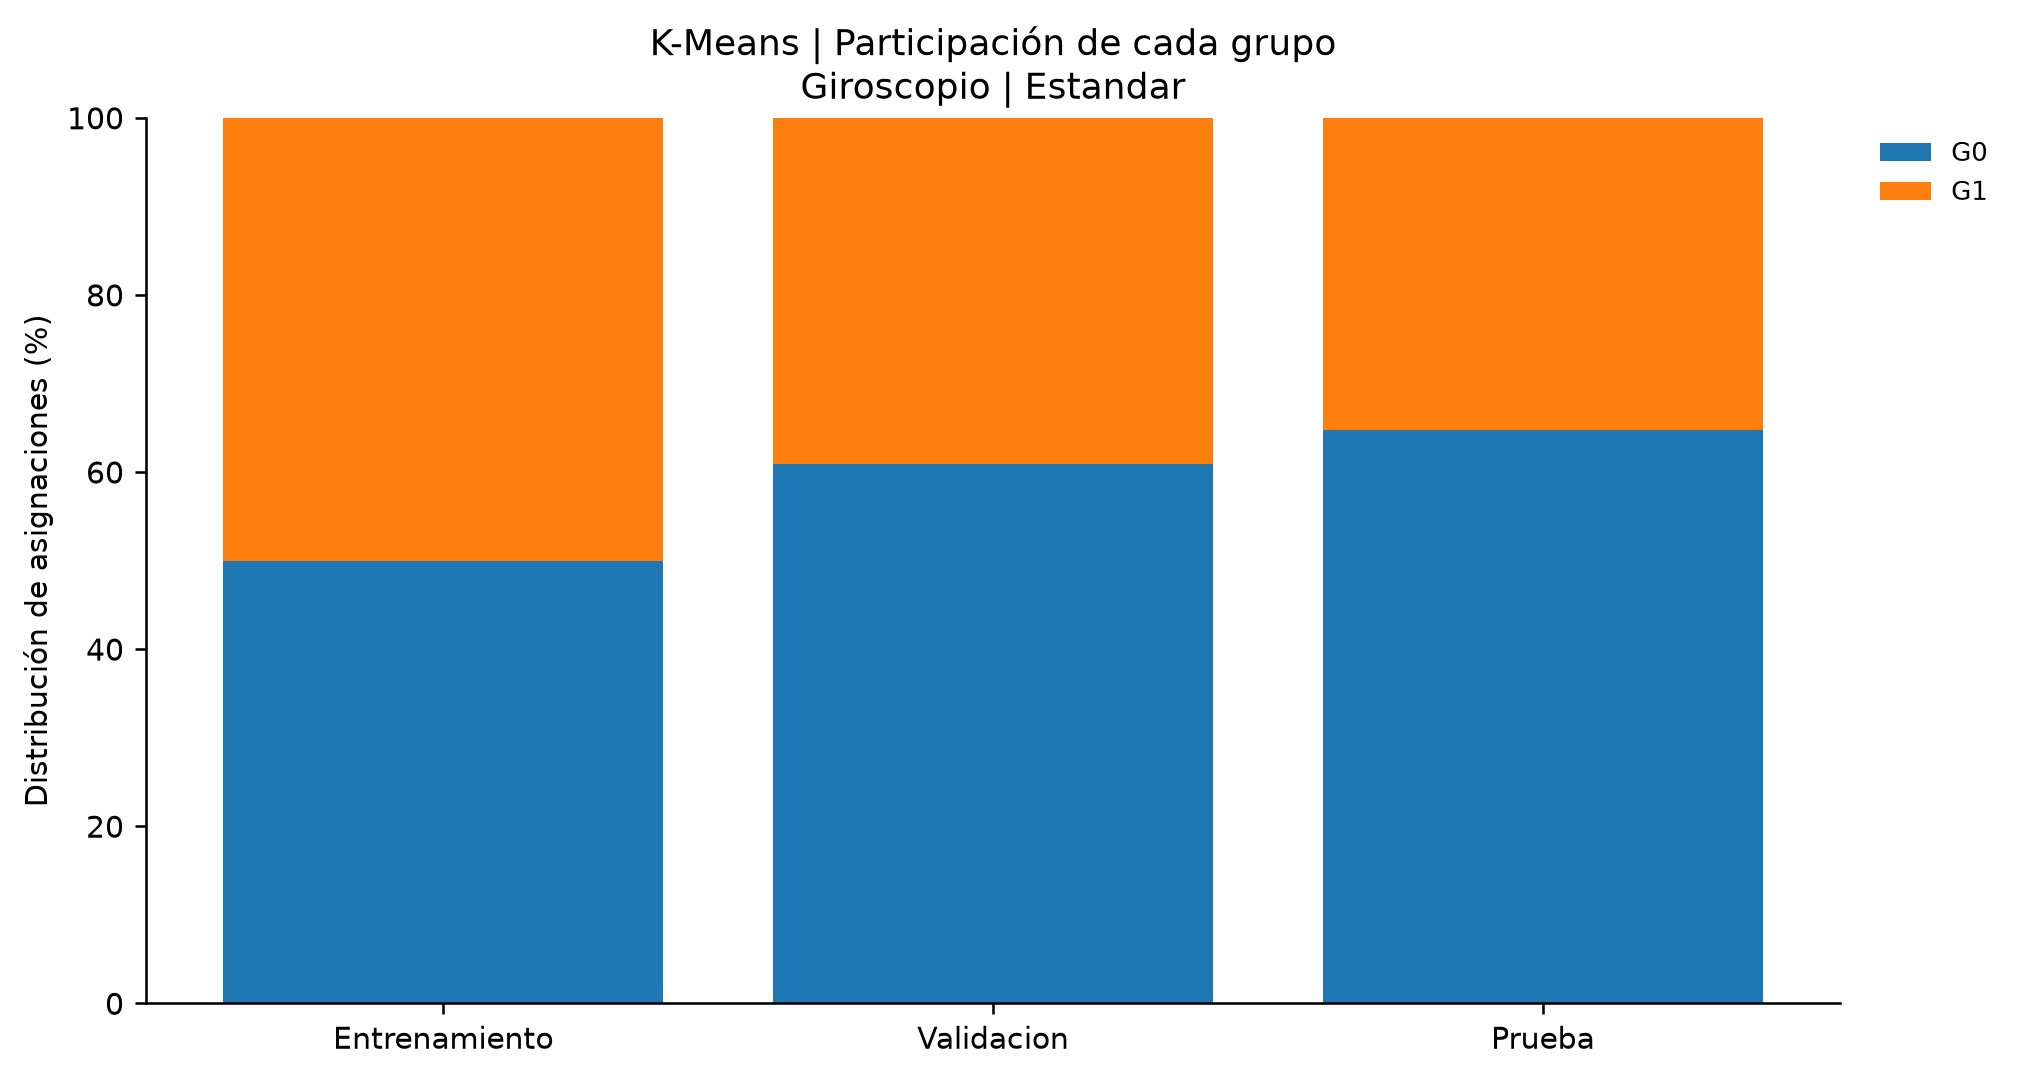 K-Means | Participación de cada grupo
Giroscopio | Estandar
Distribución de asignaciones (%)
100
80
60
40
20
0
Entrenamiento
Validacion
Prueba
G0
G1